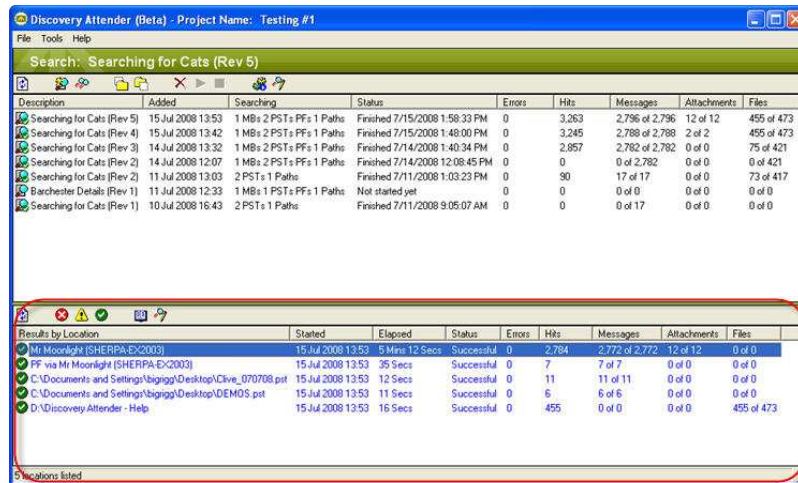 Discovery Attender (Beta) - Project Name: Testing #1
File Tools Help
Search: Searching for Cats (Rev 5)
Description Added Searching Status Errors Hits Messages Attachments Files
Searching for Cats (Rev 5) 15 Jul 2008 13:53 1 MBs 2 PSTs PFs 1 Paths Finished 7/15/2008 1:58:33 PM 0 3,263 2,796 of 2,796 12 of 12 455 of 473
Searching for Cats (Rev 4) 15 Jul 2008 13:42 1 MBs 2 PSTs PFs 1 Paths Finished 7/15/2008 1:48:00 PM 0 3,245 2,788 of 2,788 2 of 2 455 of 473
Searching for Cats (Rev 3) 14 Jul 2008 13:32 1 MBs 2 PSTs PFs 1 Paths Finished 7/14/2008 1:40:34 PM 0 2,857 2,782 of 2,782 0 of 0 75 of 421
Searching for Cats (Rev 2) 14 Jul 2008 12:07 1 MBs 2 PSTs PFs 1 Paths Finished 7/14/2008 12:08:45 PM 0 0 0 of 2,782 0 of 0 0 of 421
Searching for Cats (Rev 2) 11 Jul 2008 13:03 2 PSTs 1 Paths Finished 7/11/2008 1:03:23 PM 0 90 17 of 17 0 of 0 73 of 417
Barchester Details (Rev 1) 11 Jul 2008 12:33 1 MBs 1 PSTs PFs 1 Paths Not started yet 0 0 0 of 0 0 of 0 0 of 0
Searching for Cats (Rev 1) 10 Jul 2008 16:43 2 PSTs 1 Paths Finished 7/11/2008 9:05:07 AM 0 0 0 of 17 0 of 0 0 of 0
Results by Location Started Elapsed Status Errors Hits Messages Attachments Files
Mr Moonlight (SHERPA-EX2003) 15 Jul 2008 13:53 5 Mins 12 Secs Successful 0 2,784 2,772 of 2,772 12 of 12 0 of 0
PF via Mr Moonlight (SHERPA-EX2003) 15 Jul 2008 13:53 35 Secs Successful 0 7 7 of 7 0 of 0 0 of 0
C:\Documents and Settings\bigrigg\Desktop\Clive_070708.pst 15 Jul 2008 13:53 12 Secs Successful 0 11 11 of 11 0 of 0 0 of 0
C:\Documents and Settings\bigrigg\Desktop\DEMOS.pst 15 Jul 2008 13:53 11 Secs Successful 0 6 6 of 6 0 of 0 0 of 0
D:\Discovery Attender - Help 15 Jul 2008 13:53 16 Secs Successful 0 455 0 of 0 0 of 0 455 of 473
5 locations listed